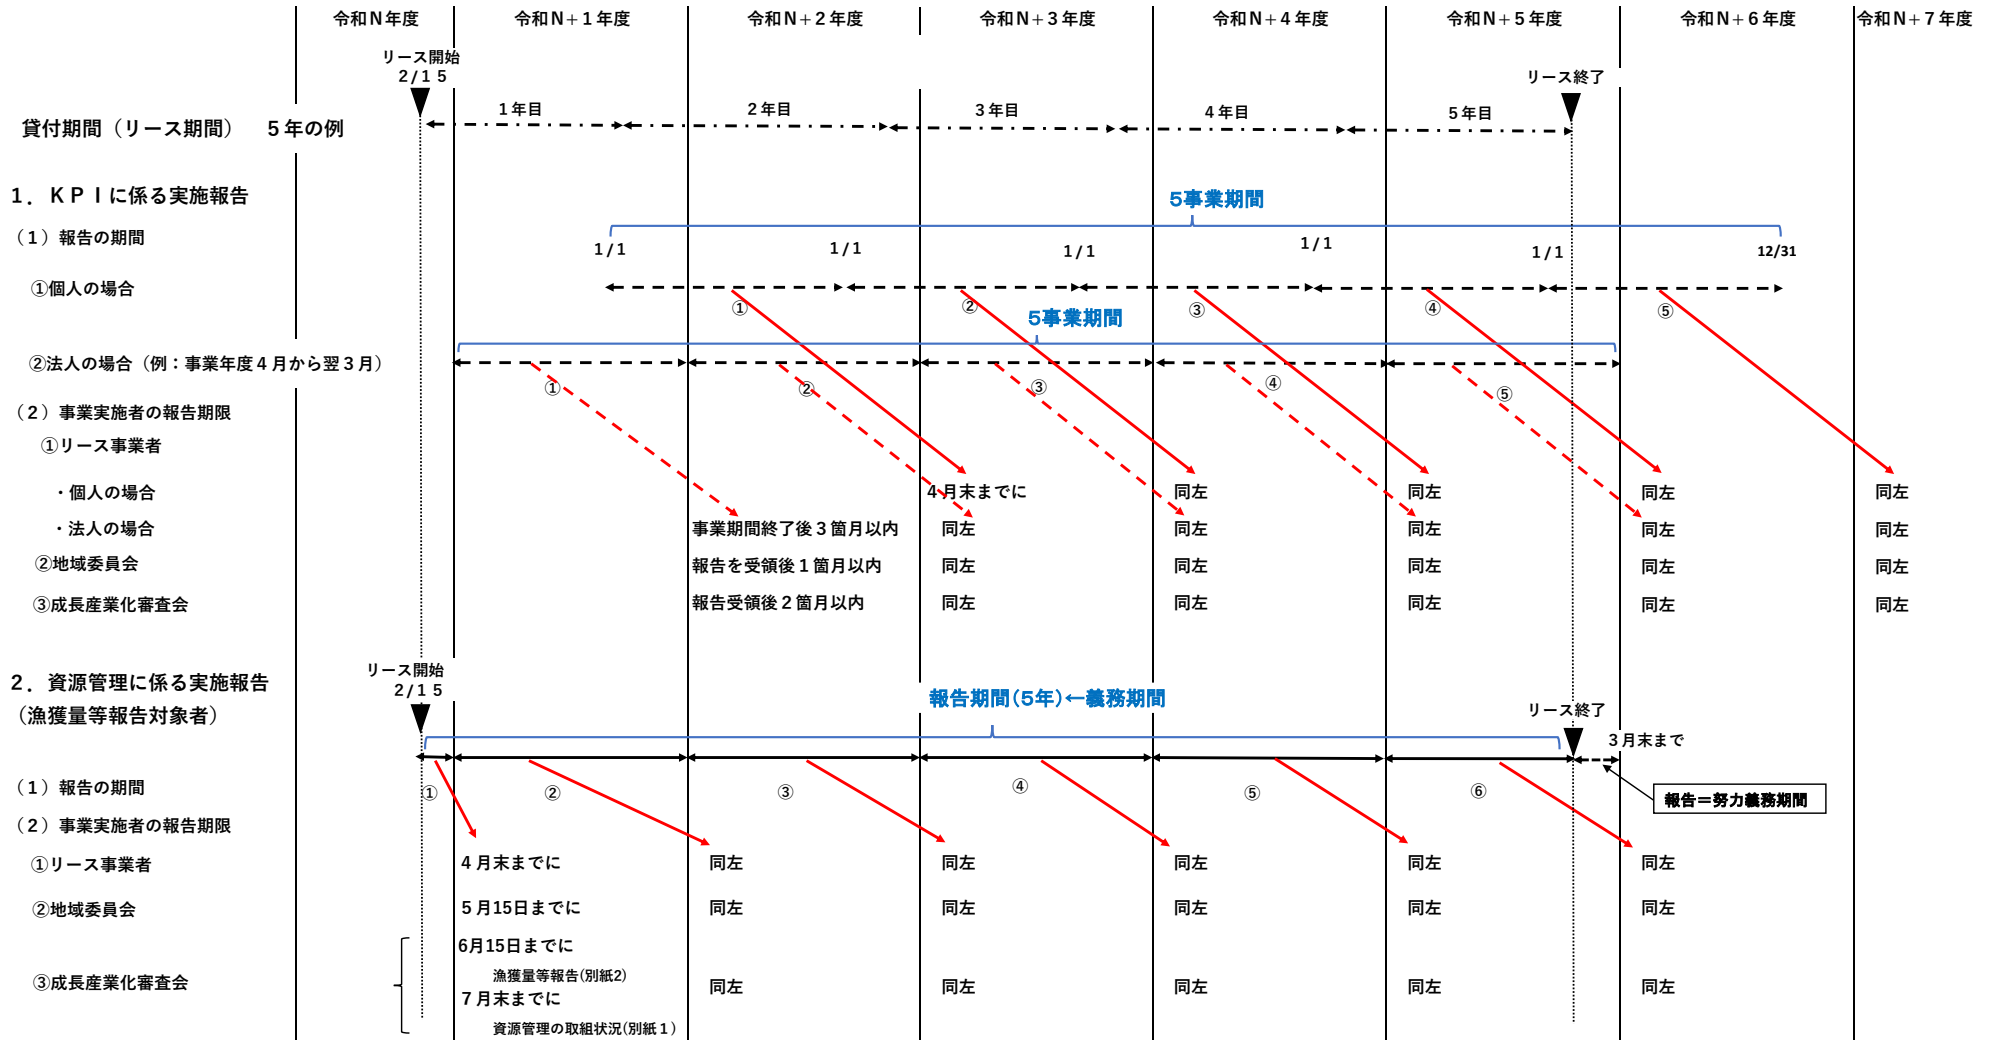 令和Ｎ年度　令和Ｎ＋１年度　令和Ｎ＋２年度　令和Ｎ＋３年度　令和Ｎ＋４年度　令和Ｎ＋５年度　令和Ｎ＋６年度　令和Ｎ＋７年度
リース開始
２/１５
リース終了
１年目　２年目　３年目　４年目　５年目
貸付期間（リース期間）　５年の例
１．ＫＰＩに係る実施報告
５事業期間
（１）報告の期間
１/１　１/１　１/１　１/１　１/１　12/31
①個人の場合
①　②　③　④　⑤
５事業期間
②法人の場合（例：事業年度４月から翌３月）
①　②　③　④　⑤
（２）事業実施者の報告期限
①リース事業者
・個人の場合　４月末までに　同左　同左　同左　同左
・法人の場合　事業期間終了後３箇月以内　同左　同左　同左　同左　同左
②地域委員会　報告を受領後１箇月以内　同左　同左　同左　同左　同左
③成長産業化審査会　報告受領後２箇月以内　同左　同左　同左　同左　同左
リース開始
２/１５
２．資源管理に係る実施報告
（漁獲量等報告対象者）
報告期間（５年）←義務期間
リース終了
３月末まで
（１）報告の期間
①　②　③　④　⑤　⑥
報告＝努力義務期間
（２）事業実施者の報告期限
①リース事業者　４月末までに　同左　同左　同左　同左　同左
②地域委員会　５月15日までに　同左　同左　同左　同左　同左
6月15日までに
漁獲量等報告(別紙2)
③成長産業化審査会　同左　同左　同左　同左　同左
７月末までに
資源管理の取組状況(別紙１)